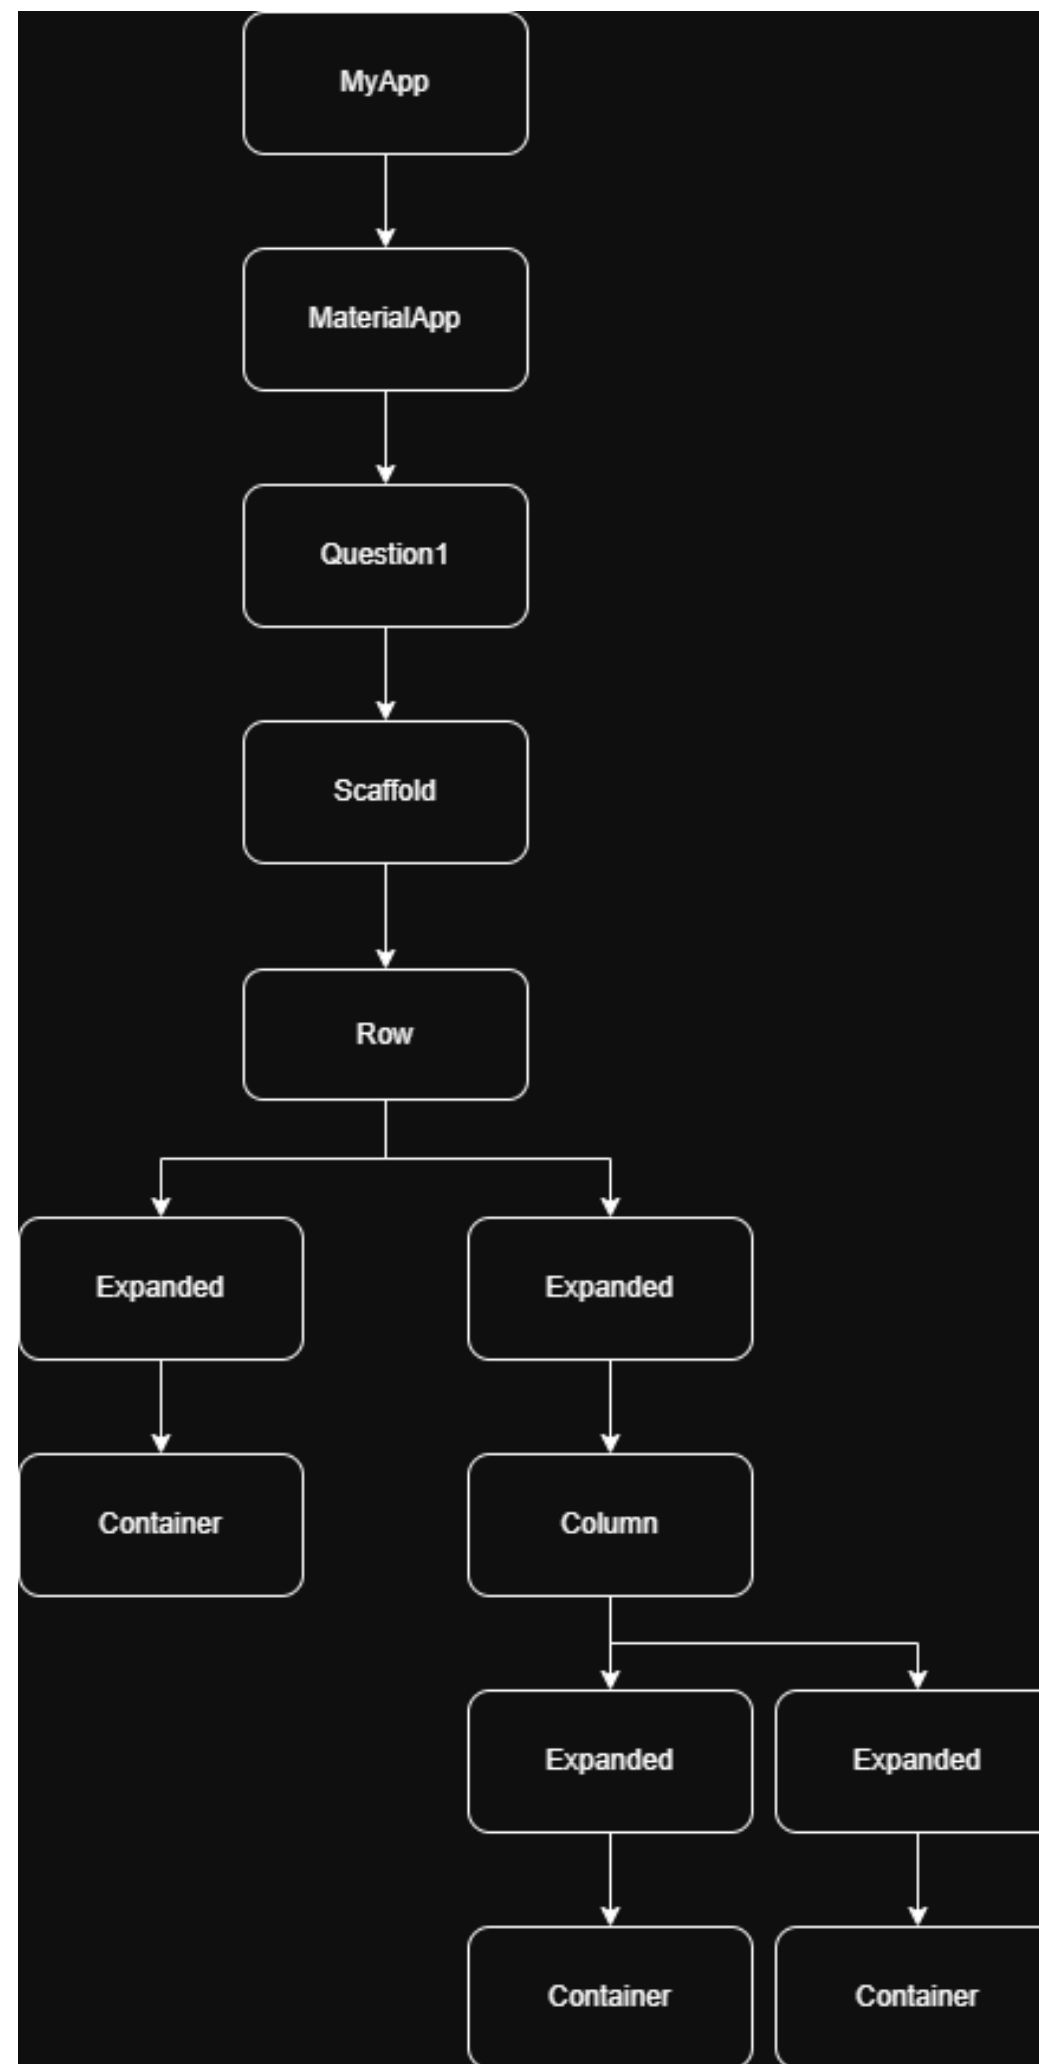 MyApp
MaterialApp
Question1
Scaffold
Row
Expanded
Expanded
Container
Column
Expanded
Expanded
Container
Container